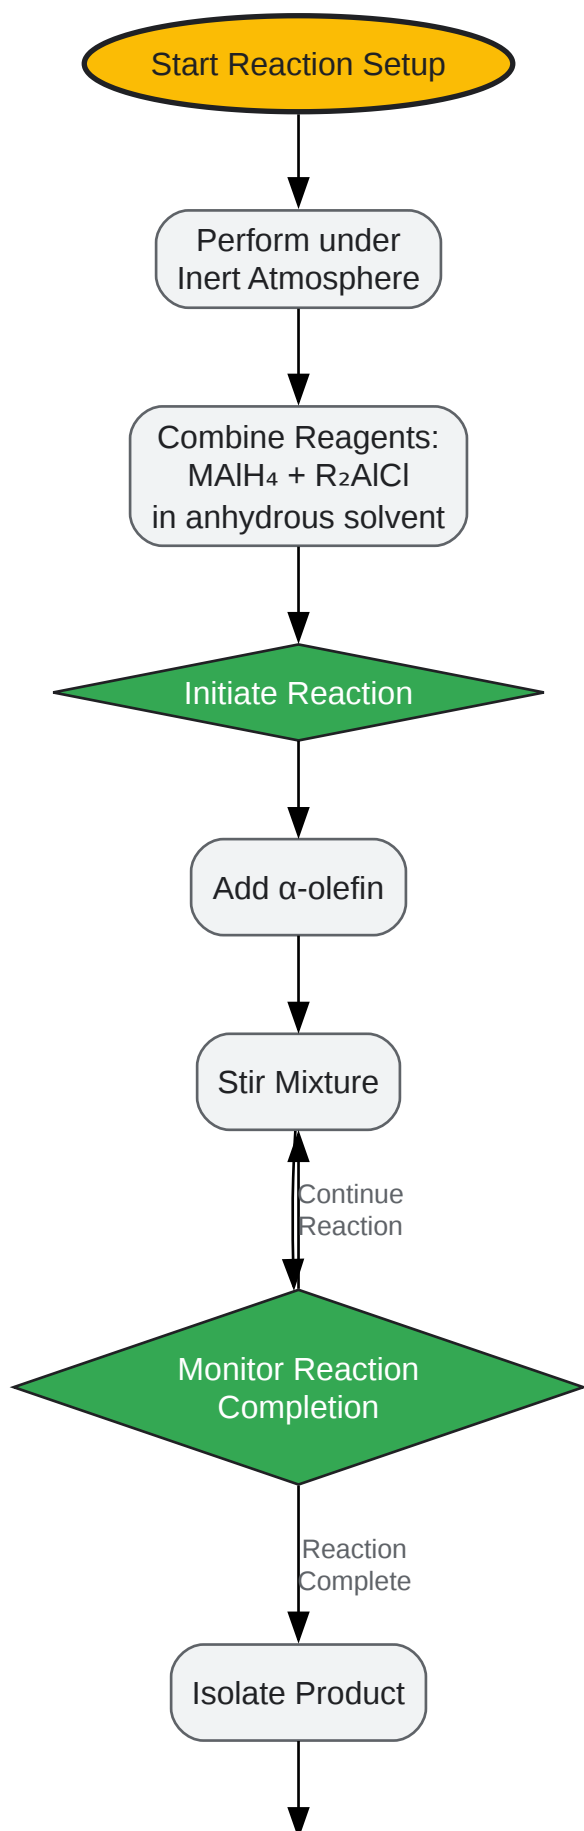 Start Reaction Setup
Perform under
Inert Atmosphere
Combine Reagents:
MAlH₄ + R₂AlCl
in anhydrous solvent
Initiate Reaction
Add α-olefin
Stir Mixture
Continue
Reaction
Monitor Reaction
Completion
Reaction
Complete
Isolate Product